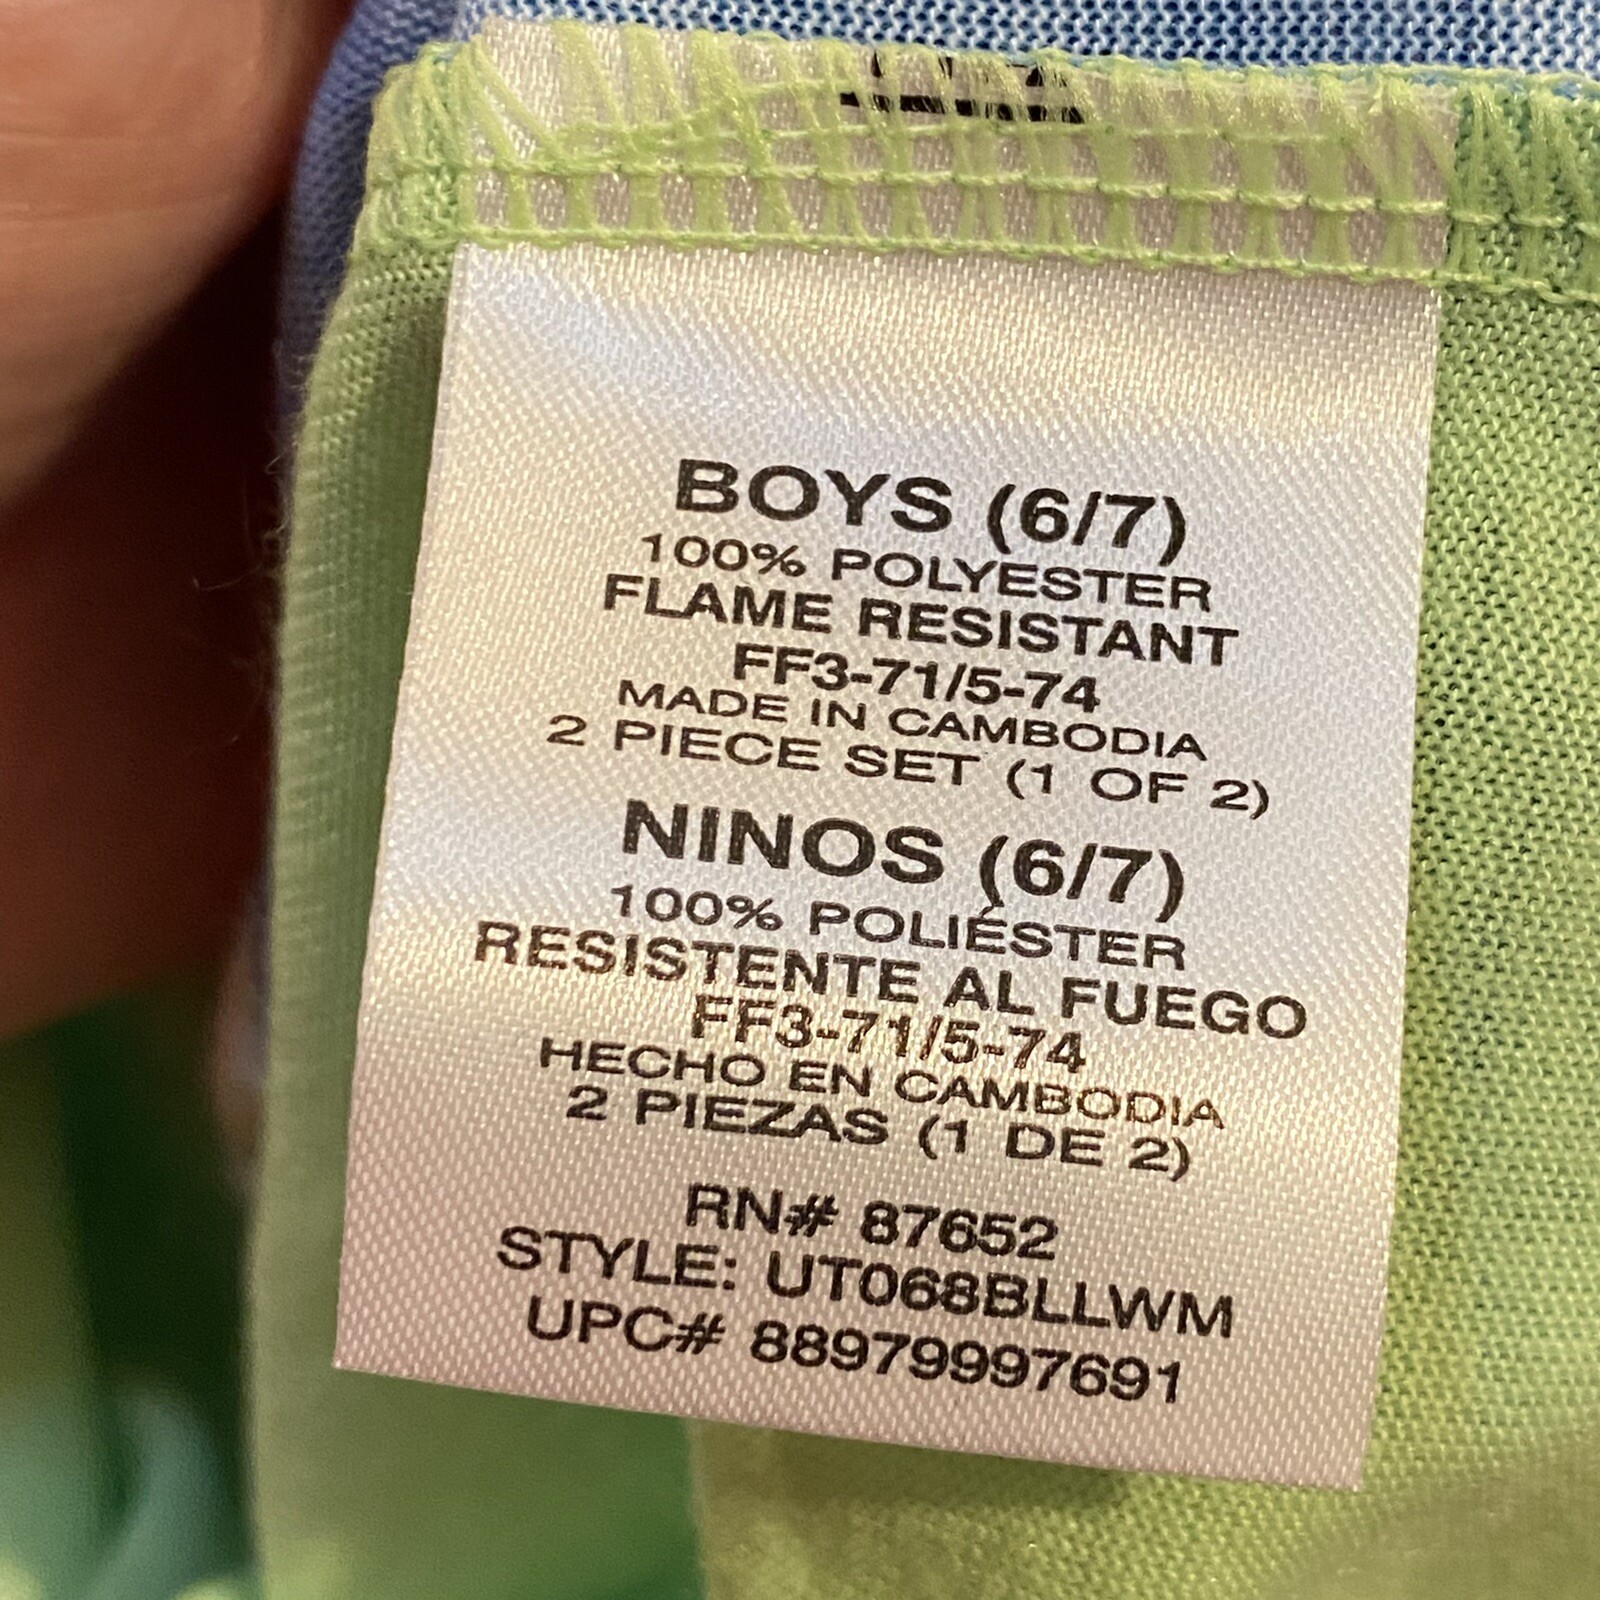 BOYS (6/7)
100% POLYESTER
FLAME RESISTANT
FF3-71/5-74
MADE IN CAMBODIA
2 PIECE SET (1 OF 2)
NINOS (6/7)
100% POLIÉSTER
RESISTENTE AL FUEGO
FF3-71/5-74
HECHO EN CAMBODIA
2 PIEZAS (1 DE 2)
RN# 87652
STYLE: UT068BLLWM
UPC# 88979997691